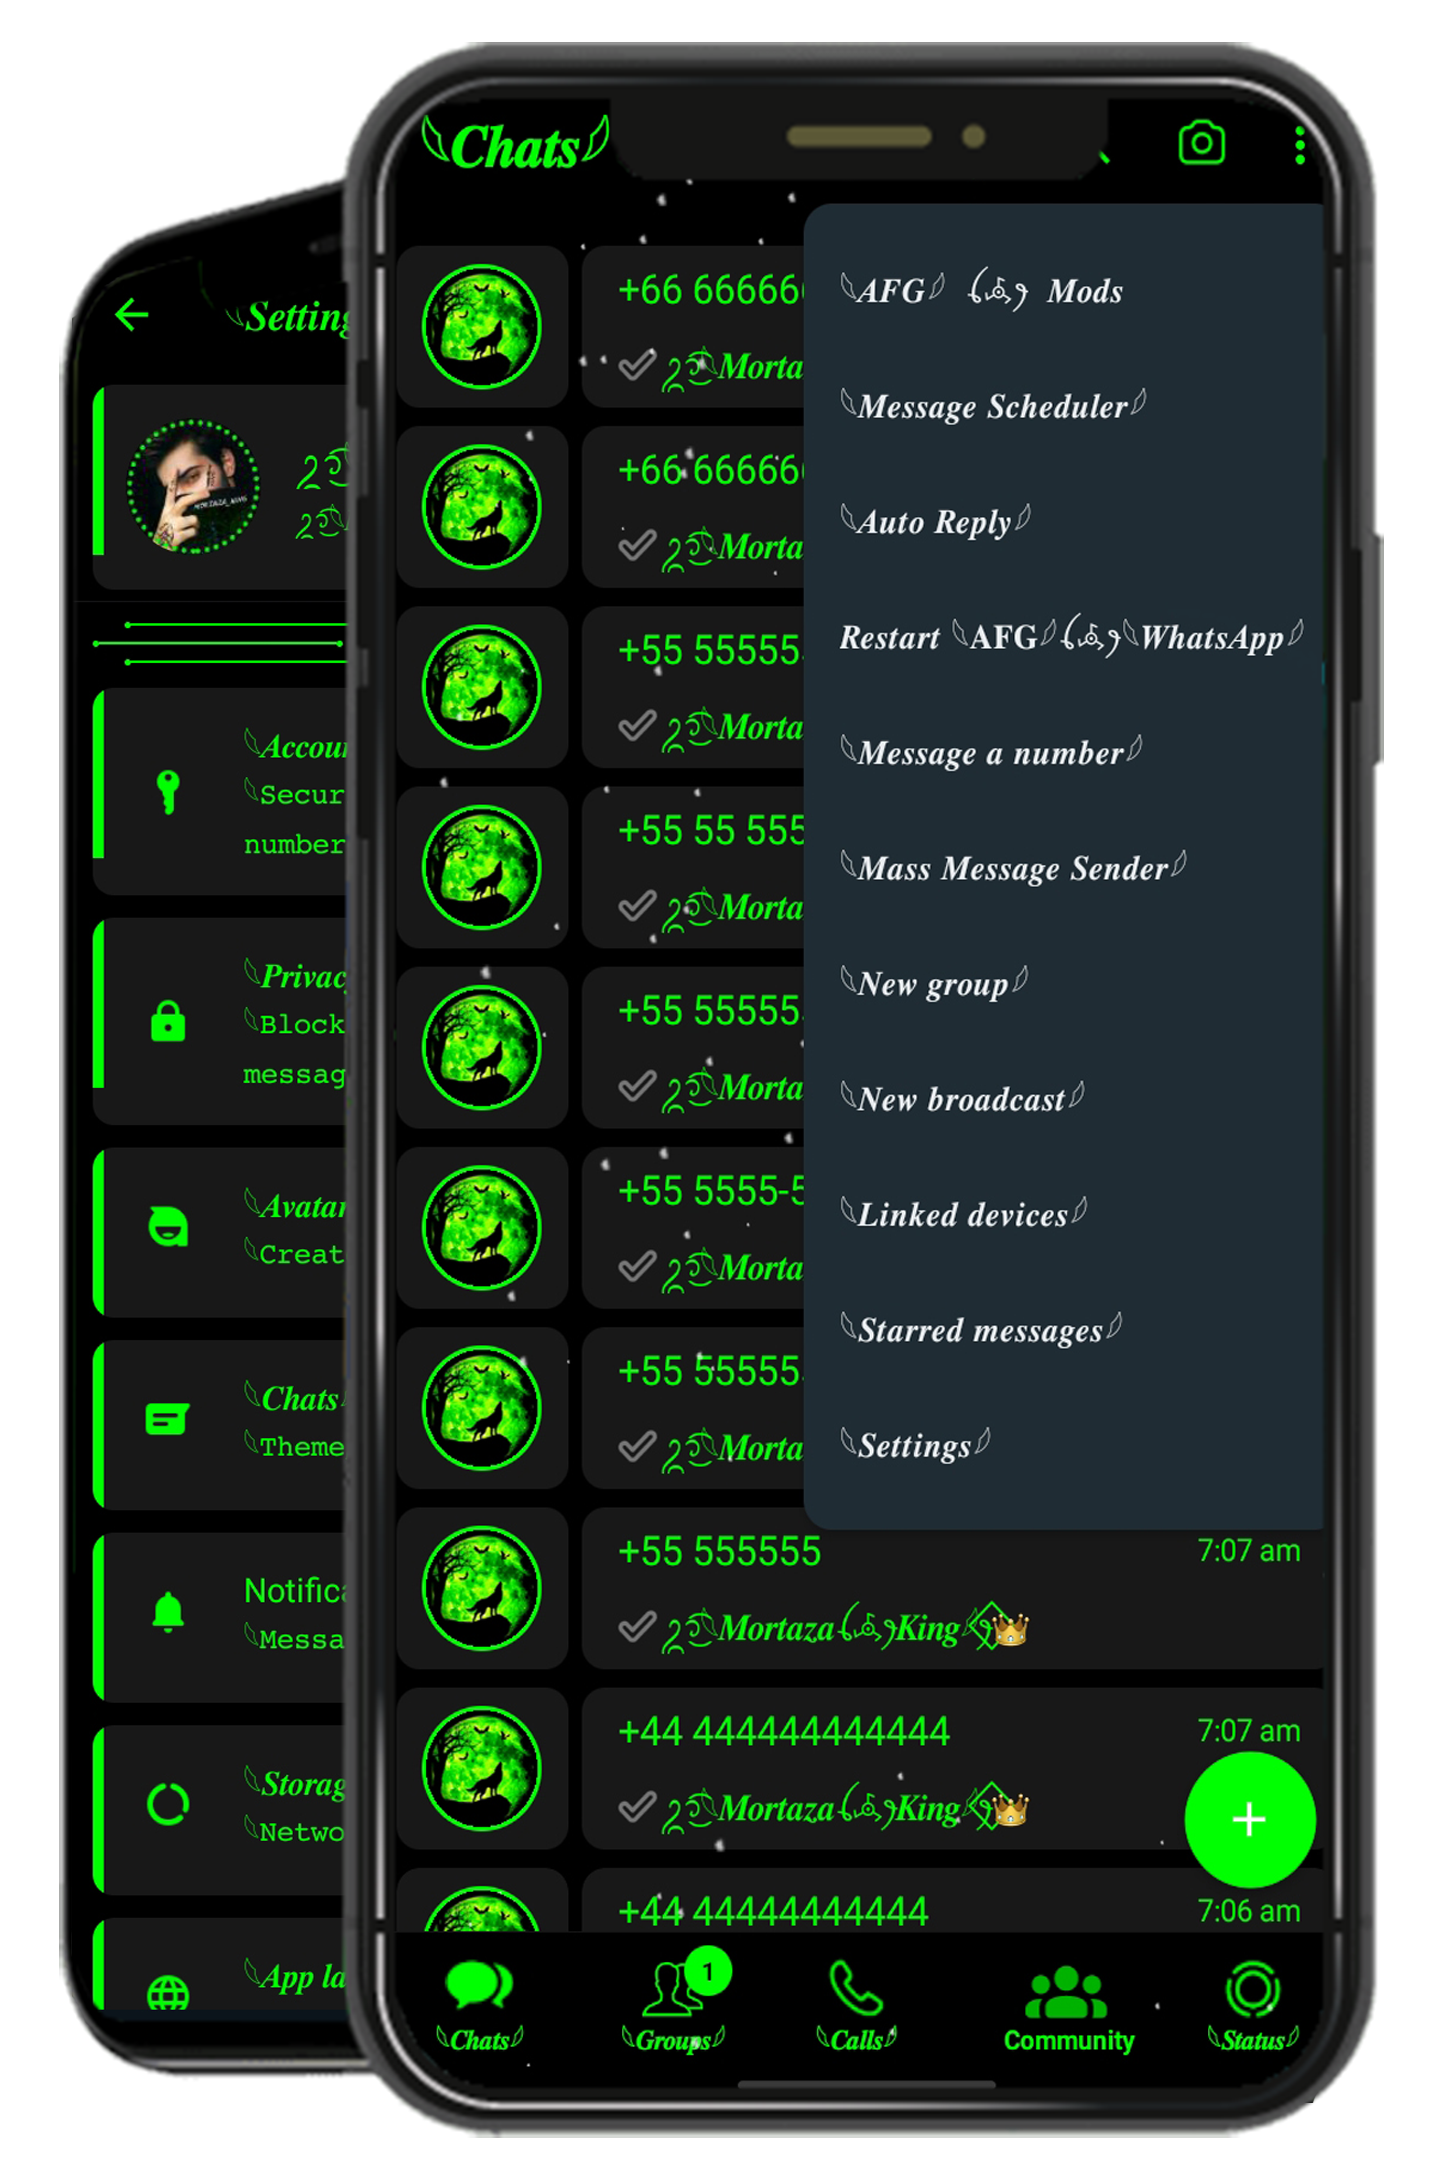 Chats
AFG Mods
Message Scheduler
Auto Reply
Restart AFG WhatsApp
Message a number
Mass Message Sender
New group
New broadcast
Linked devices
Starred messages
Settings
+66 66666
Morta
+66 66666
Morta
+55 55555
Morta
+55 55 555
Morta
+55 55555
Morta
+55 5555-5
Morta
+55 55555
Morta
+55 555555
7:07 am
Mortaza King 👑
+44 444444444444
7:07 am
Mortaza King 👑
+44 44444444444
7:06 am
1
Chats
Groups
Calls
Community
Status
Setting
Accou
Secur
number
Privac
Block
messag
Avatar
Creat
Chats
Theme
Notifica
Messa
Storag
Netwo
App la